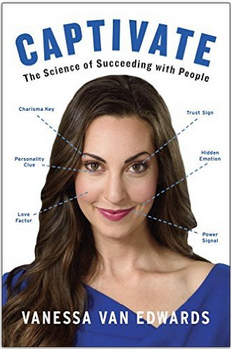 CAPTIVATE
The Science of Succeeding with People
Charisma Key
Trust Sign
Personality
Clue
Hidden
Emotion
Love
Factor
Power
Signal
VANESSA VAN EDWARDS